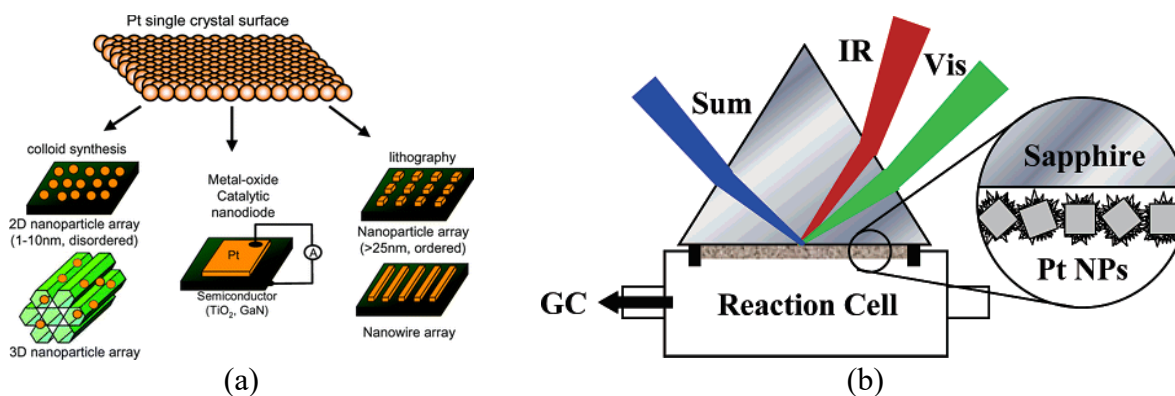 Pt single crystal surface
colloid synthesis
2D nanoparticle array
(1-10nm, disordered)
3D nanoparticle array
Metal-oxide
Catalytic
nanodiode
Pt
A
Semiconductor
(TiO₂, GaN)
lithography
Nanoparticle array
(>25nm, ordered)
Nanowire array
(a)
Sum
IR
Vis
Sapphire
Pt NPs
GC
Reaction Cell
(b)